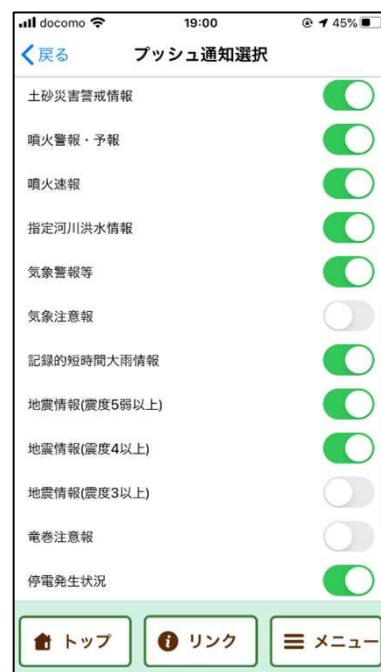 docomo 19:00 45%
戻る プッシュ通知選択
土砂災害警戒情報
噴火警報・予報
噴火速報
指定河川洪水情報
気象警報等
気象注意報
記録的短時間大雨情報
地震情報(震度5弱以上)
地震情報(震度4以上)
地震情報(震度3以上)
竜巻注意報
停電発生状況
トップ リンク メニュー